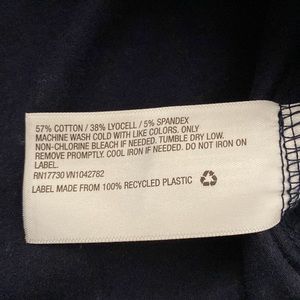 57% COTTON / 38% LYOCELL / 5% SPANDEX
MACHINE WASH COLD WITH LIKE COLORS. ONLY
NON-CHLORINE BLEACH IF NEEDED. TUMBLE DRY LOW.
REMOVE PROMPTLY. COOL IRON IF NEEDED. DO NOT IRON ON
LABEL.
RN17730 VN1042782
LABEL MADE FROM 100% RECYCLED PLASTIC